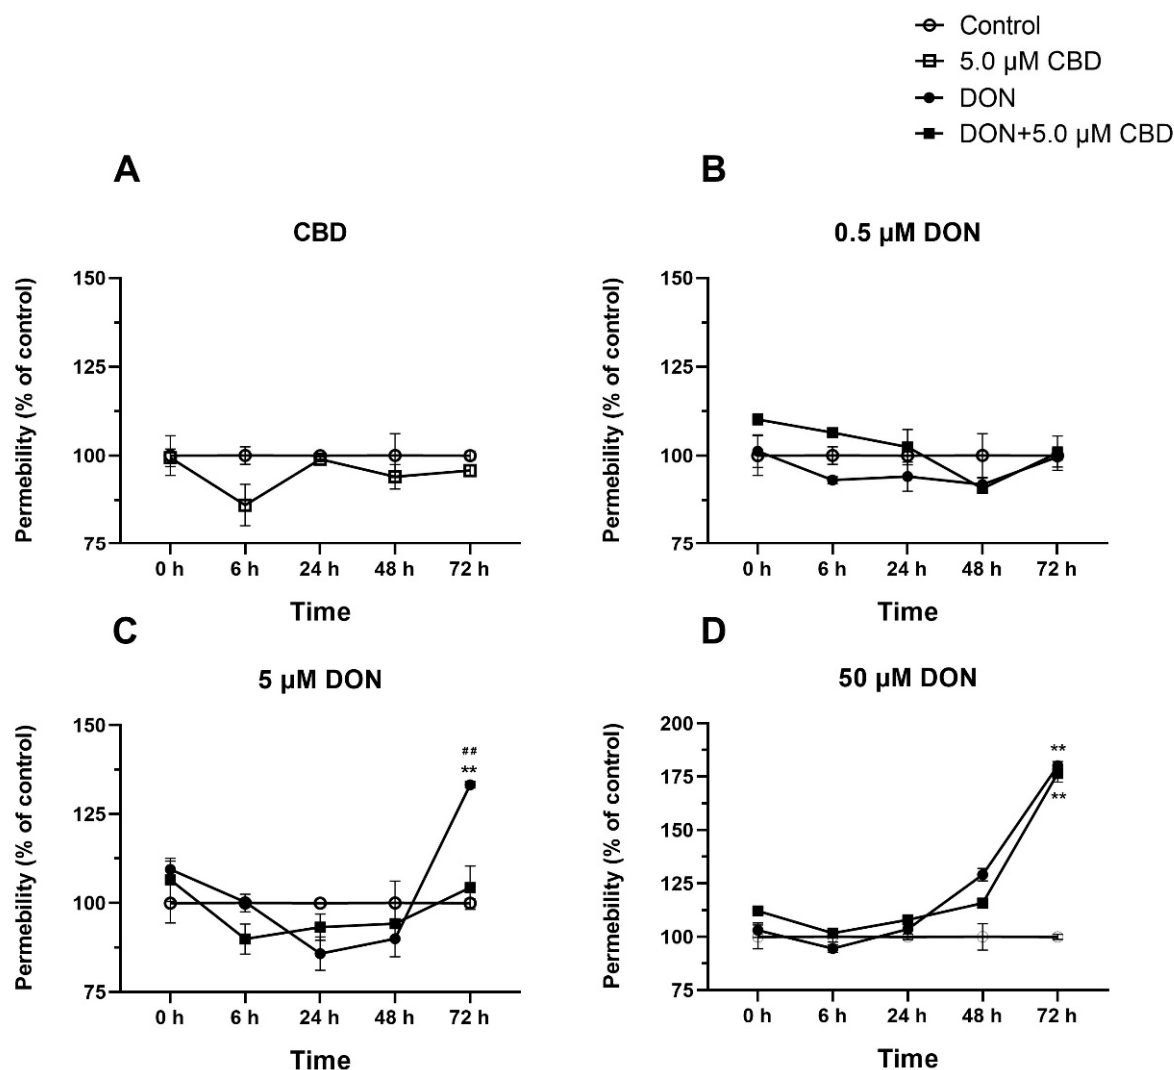 Control
5.0 µM CBD
DON
DON+5.0 µM CBD
A
CBD
Permebility (% of control)
150
125
100
75
0 h 6 h 24 h 48 h 72 h
Time
B
0.5 µM DON
Permebility (% of control)
150
125
100
75
0 h 6 h 24 h 48 h 72 h
Time
C
5 µM DON
Permebility (% of control)
150
125
100
75
##
**
0 h 6 h 24 h 48 h 72 h
Time
D
50 µM DON
Permebility (% of control)
200
175
150
125
100
75
**
**
0 h 6 h 24 h 48 h 72 h
Time